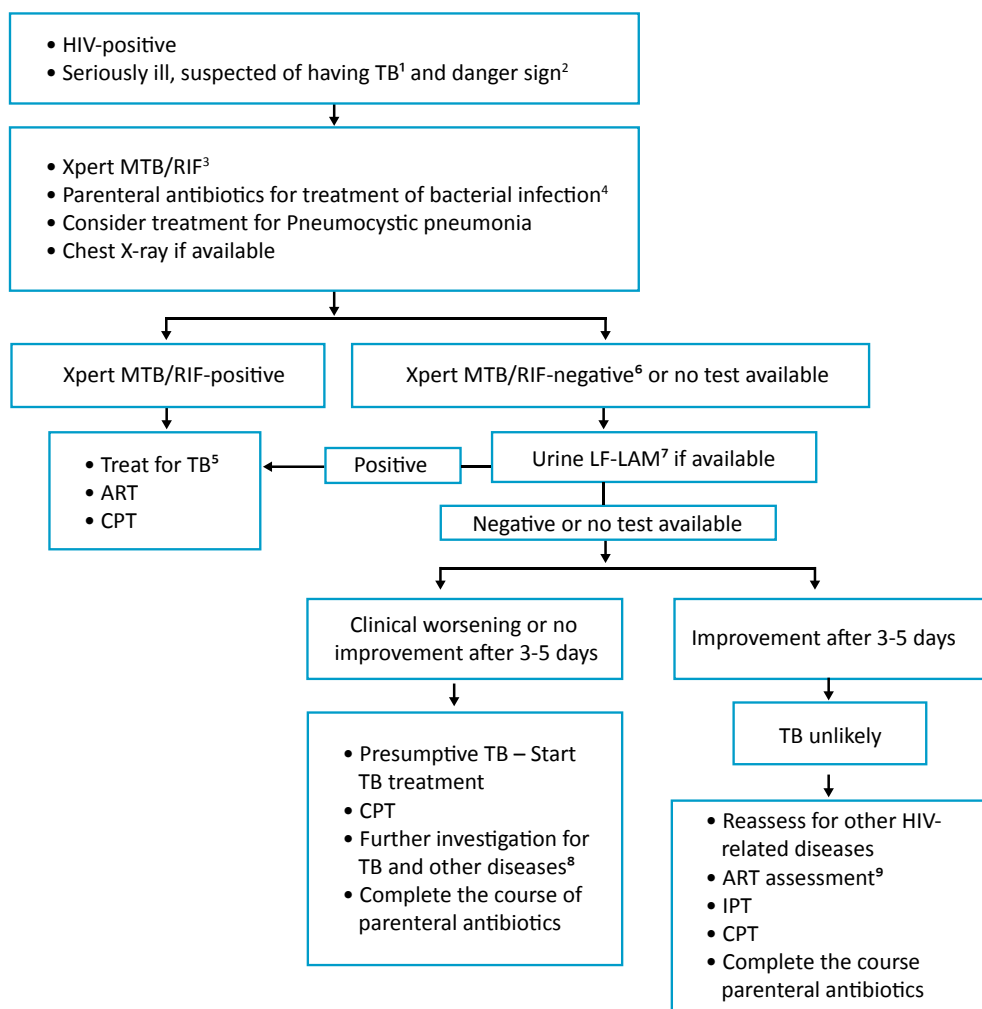 • HIV-positive
• Seriously ill, suspected of having TB¹ and danger sign²
• Xpert MTB/RIF³
• Parenteral antibiotics for treatment of bacterial infection⁴
• Consider treatment for Pneumocystic pneumonia
• Chest X-ray if available
Xpert MTB/RIF-positive
Xpert MTB/RIF-negative⁶ or no test available
• Treat for TB⁵
• ART
• CPT
Positive
Urine LF-LAM⁷ if available
Negative or no test available
Clinical worsening or no
improvement after 3-5 days
Improvement after 3-5 days
TB unlikely
• Presumptive TB – Start
TB treatment
• CPT
• Further investigation for
TB and other diseases⁸
• Complete the course of
parenteral antibiotics
• Reassess for other HIV-
related diseases
• ART assessment⁹
• IPT
• CPT
• Complete the course
parenteral antibiotics